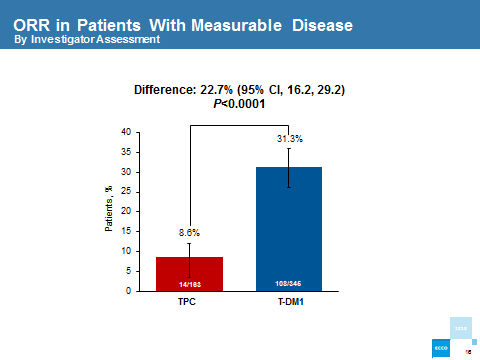 ORR in Patients With Measurable Disease
By Investigator Assessment
Difference: 22.7% (95% CI, 16.2, 29.2)
P<0.0001
Patients, %
40
35
30
25
20
15
10
5
0
8.6%
31.3%
14/163
108/345
TPC
T-DM1
ECCO
16